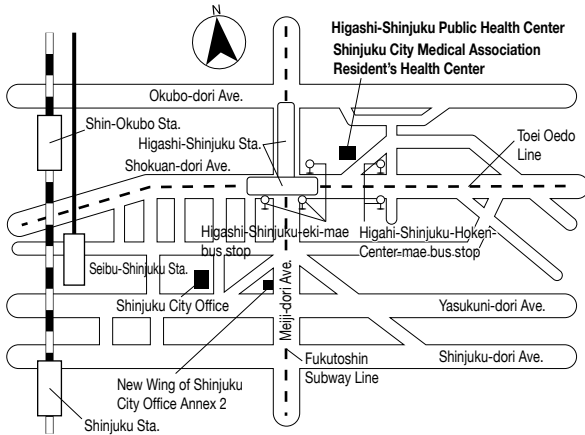 Higashi-Shinjuku Public Health Center
Shinjuku City Medical Association
Resident's Health Center
Okubo-dori Ave.
Shin-Okubo Sta.
Higashi-Shinjuku Sta.
Toei Oedo
Line
Shokuan-dori Ave.
Higashi-Shinjuku-eki-mae
bus stop
Higahi-Shinjuku-Hoken-
Center-mae bus stop
Seibu-Shinjuku Sta.
Meiji-dori Ave.
Shinjuku City Office
Yasukuni-dori Ave.
Shinjuku-dori Ave.
Fukutoshin
Subway Line
New Wing of Shinjuku
City Office Annex 2
Shinjuku Sta.